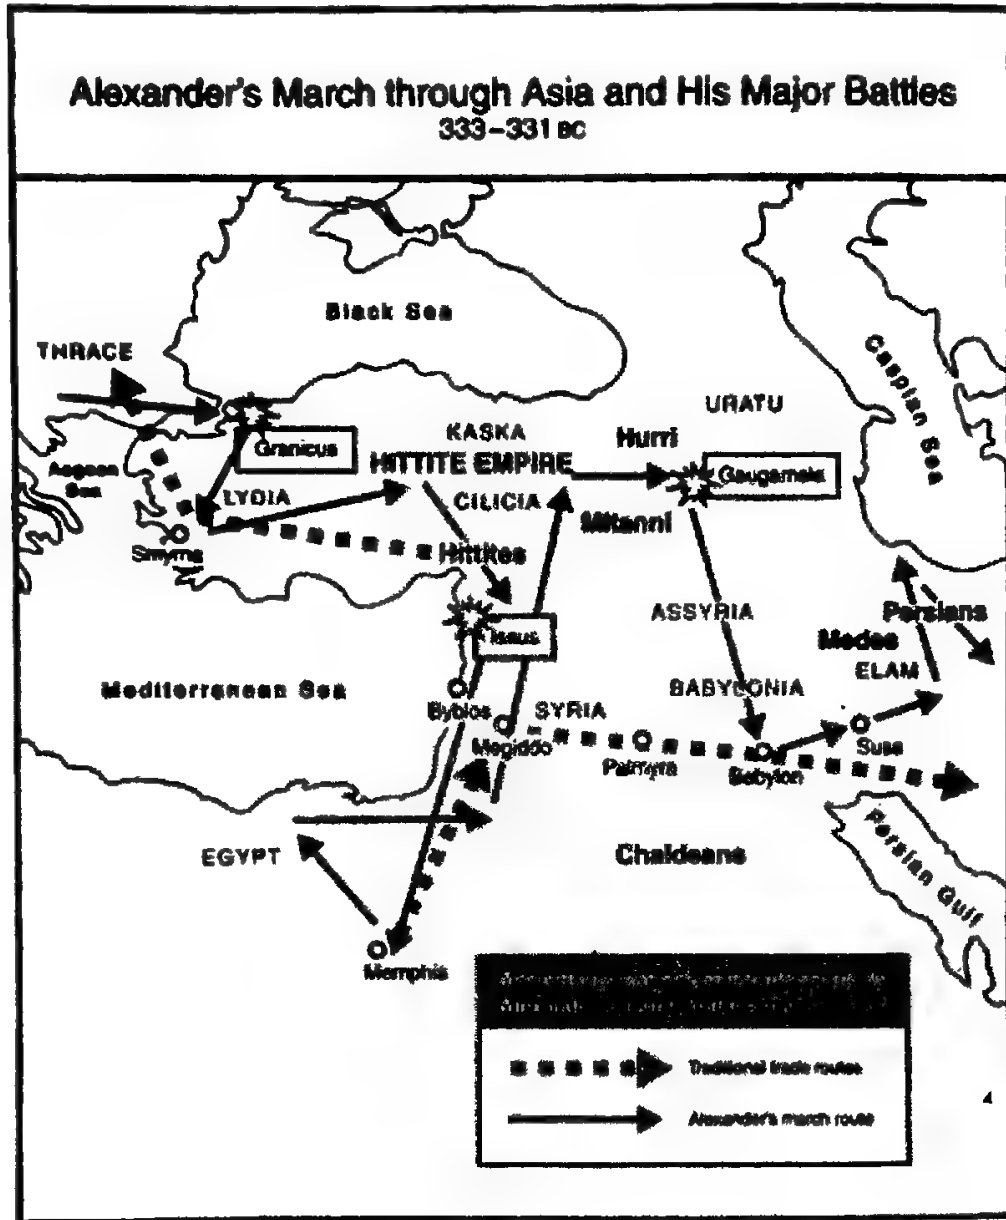 Alexander's March through Asia and His Major Battles
333–331 BC
Black Sea
THRACE
Caspian Sea
URATU
KASKA
Hurri
Granicus
HITTITE EMPIRE
Gaugamela
Aegean
Sea
LYDIA
CILICIA
Mitanni
Smyrna
Hittites
ASSYRIA
Persians
Issus
Medes
ELAM
Mediterranean Sea
BABYLONIA
Byblos
SYRIA
Megiddo
Susa
Palmyra
Babylon
EGYPT
Chaldeans
Persian Gulf
Memphis
Traditional trade routes
Alexander's march route
4